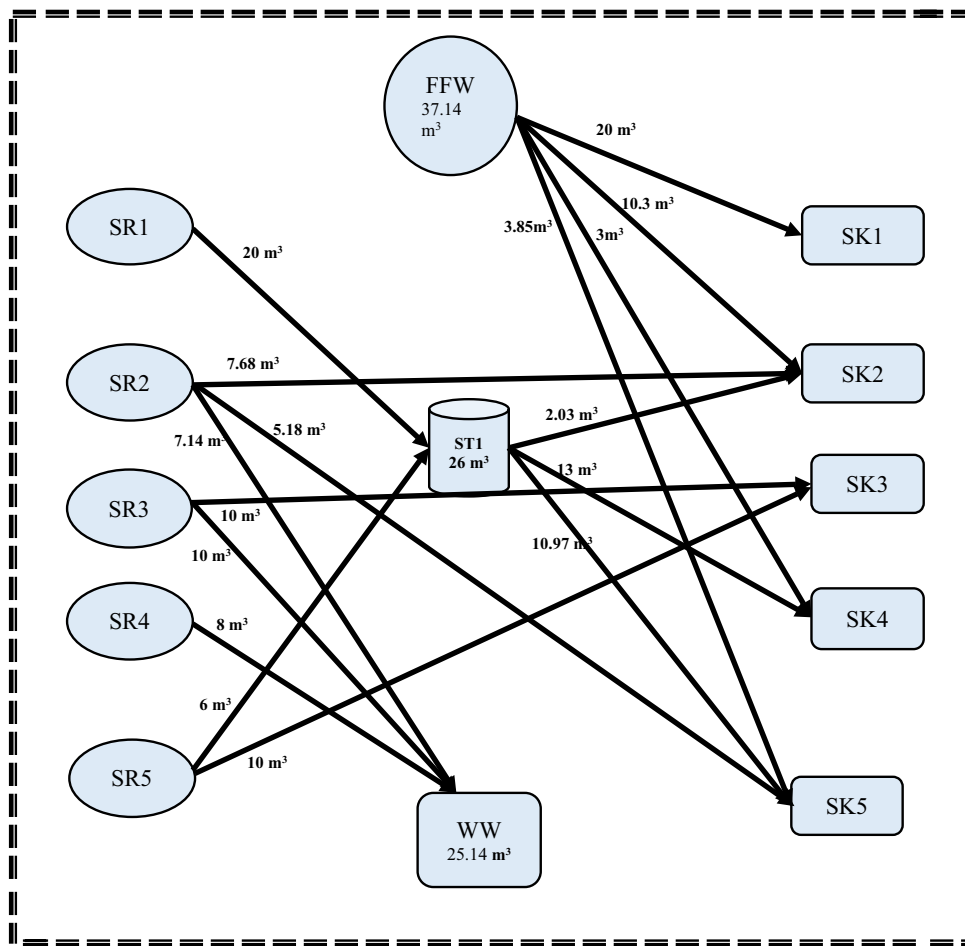 FFW
37.14
m³
20 m³
10.3 m³
3.85m³
3m³
SR1
SK1
20 m³
SR2
7.68 m³
SK2
2.03 m³
5.18 m³
7.14 m³
ST1
26 m³
13 m³
SK3
SR3
10 m³
10.97 m³
10 m³
SR4
8 m³
SK4
6 m³
10 m³
SR5
SK5
WW
25.14 m³